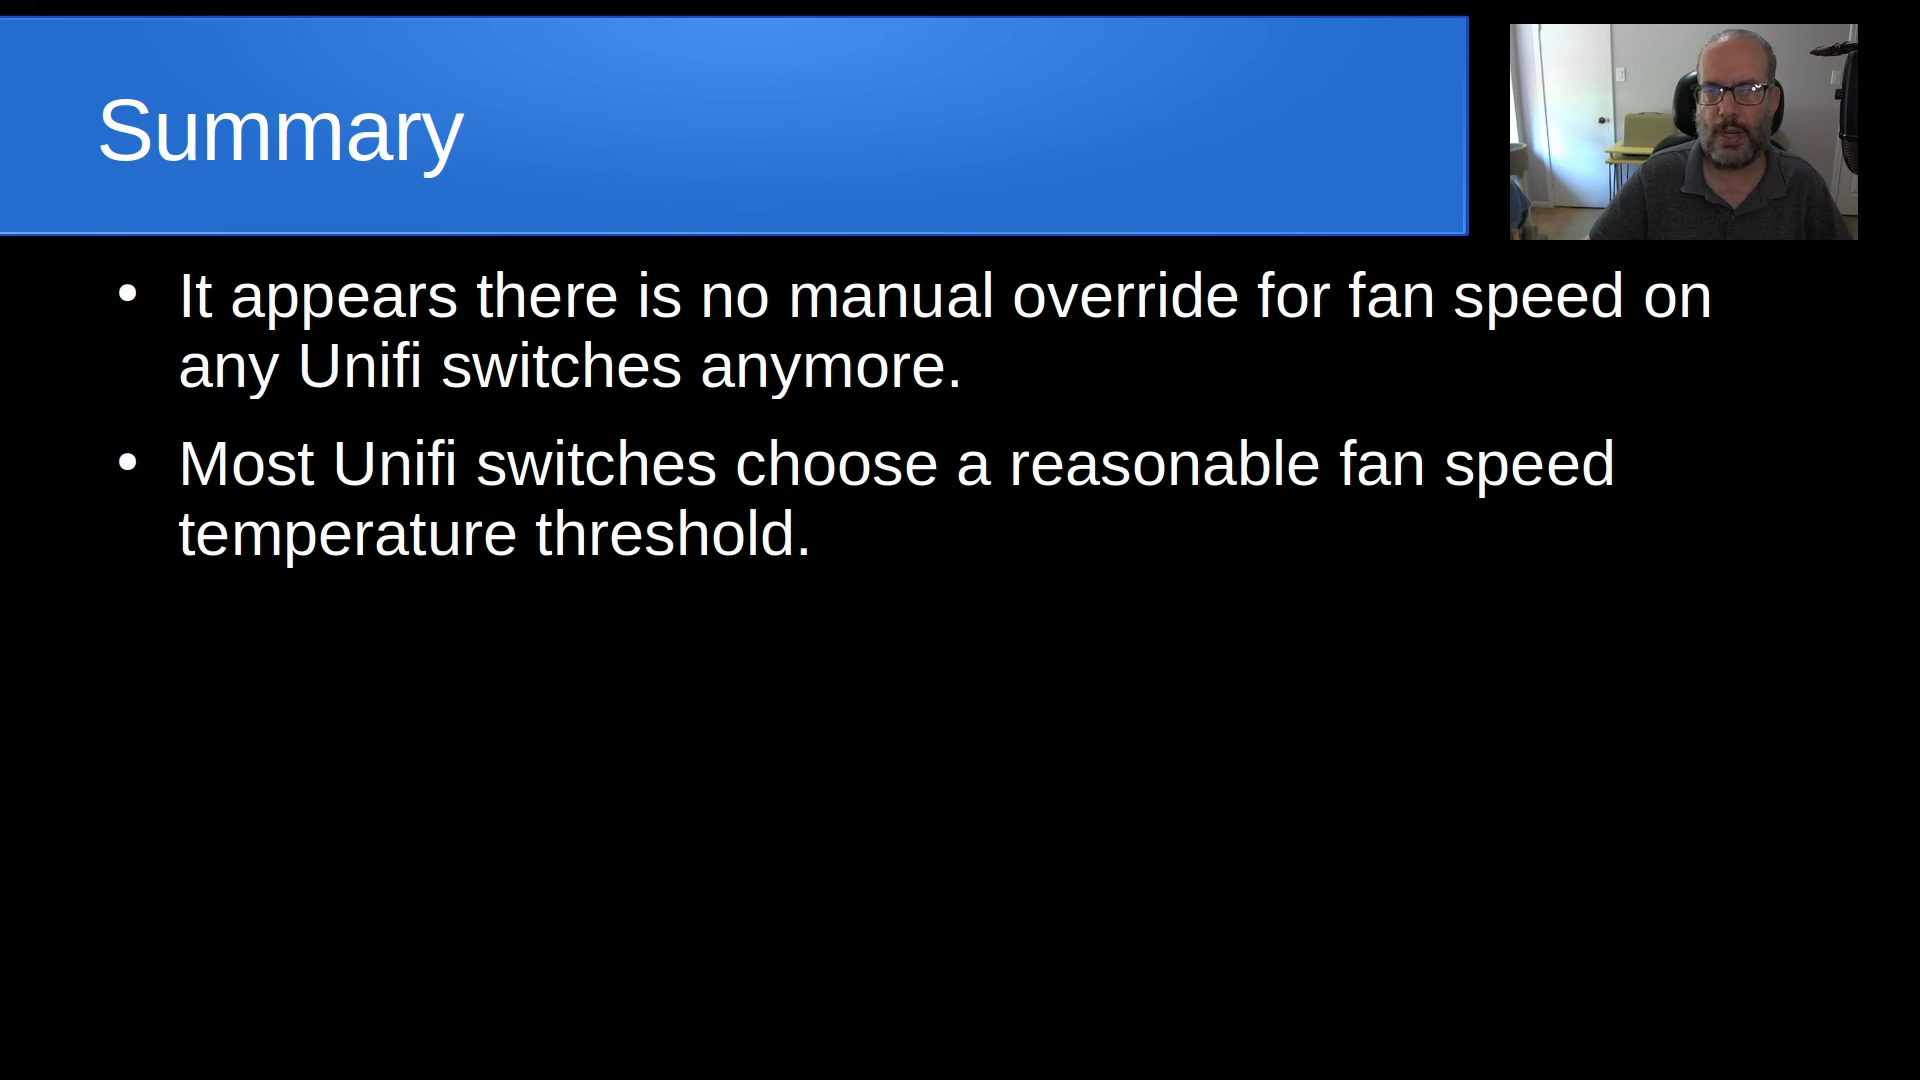 Summary
• It appears there is no manual override for fan speed on
any Unifi switches anymore.
• Most Unifi switches choose a reasonable fan speed
temperature threshold.